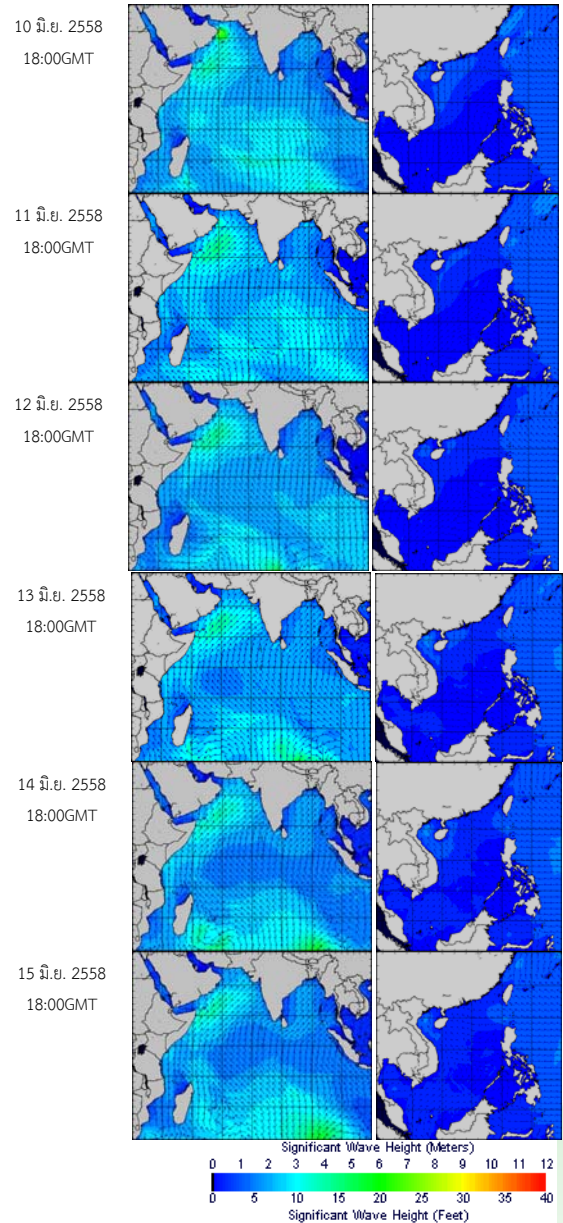 10 มิ.ย. 2558
18:00GMT
11 มิ.ย. 2558
18:00GMT
12 มิ.ย. 2558
18:00GMT
13 มิ.ย. 2558
18:00GMT
14 มิ.ย. 2558
18:00GMT
15 มิ.ย. 2558
18:00GMT
Significant Wave Height (Meters)
0 1 2 3 4 5 6 7 8 9 10 11 12
0 5 10 15 20 25 30 35 40
Significant Wave Height (Feet)